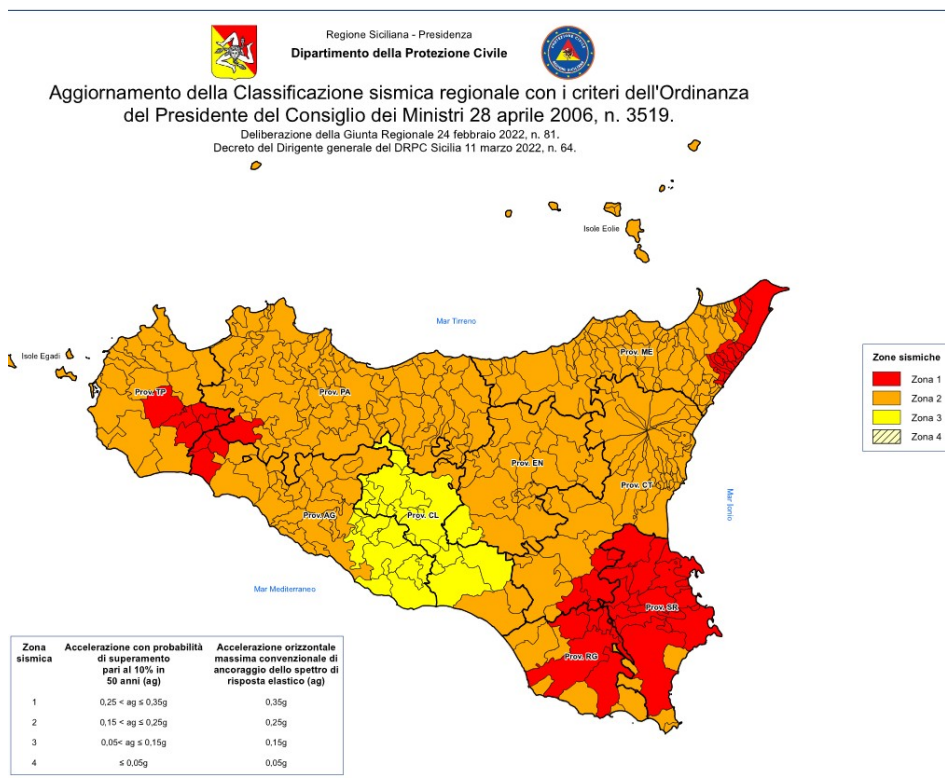 Regione Siciliana - Presidenza
Dipartimento della Protezione Civile
Aggiornamento della Classificazione sismica regionale con i criteri dell'Ordinanza
del Presidente del Consiglio dei Ministri 28 aprile 2006, n. 3519.
Deliberazione della Giunta Regionale 24 febbraio 2022, n. 81.
Decreto del Dirigente generale del DRPC Sicilia 11 marzo 2022, n. 64.
Isole Eolie
Mar Tirreno
Isole Egadi
Prov. ME
Prov. TP
Prov. PA
Prov. EN
Prov. CT
Prov. AG
Prov. CL
Mar Ionio
Mar Mediterraneo
Prov. SR
Prov. RG
Zone sismiche
Zona 1
Zona 2
Zona 3
Zona 4
Zona sismica
Accelerazione con probabilità
di superamento
pari al 10% in
50 anni (ag)
Accelerazione orizzontale
massima convenzionale di
ancoraggio dello spettro di
risposta elastico (ag)
1 0,25 < ag ≤ 0,35g 0,35g
2 0,15 < ag ≤ 0,25g 0,25g
3 0,05< ag ≤ 0,15g 0,15g
4 ≤ 0,05g 0,05g